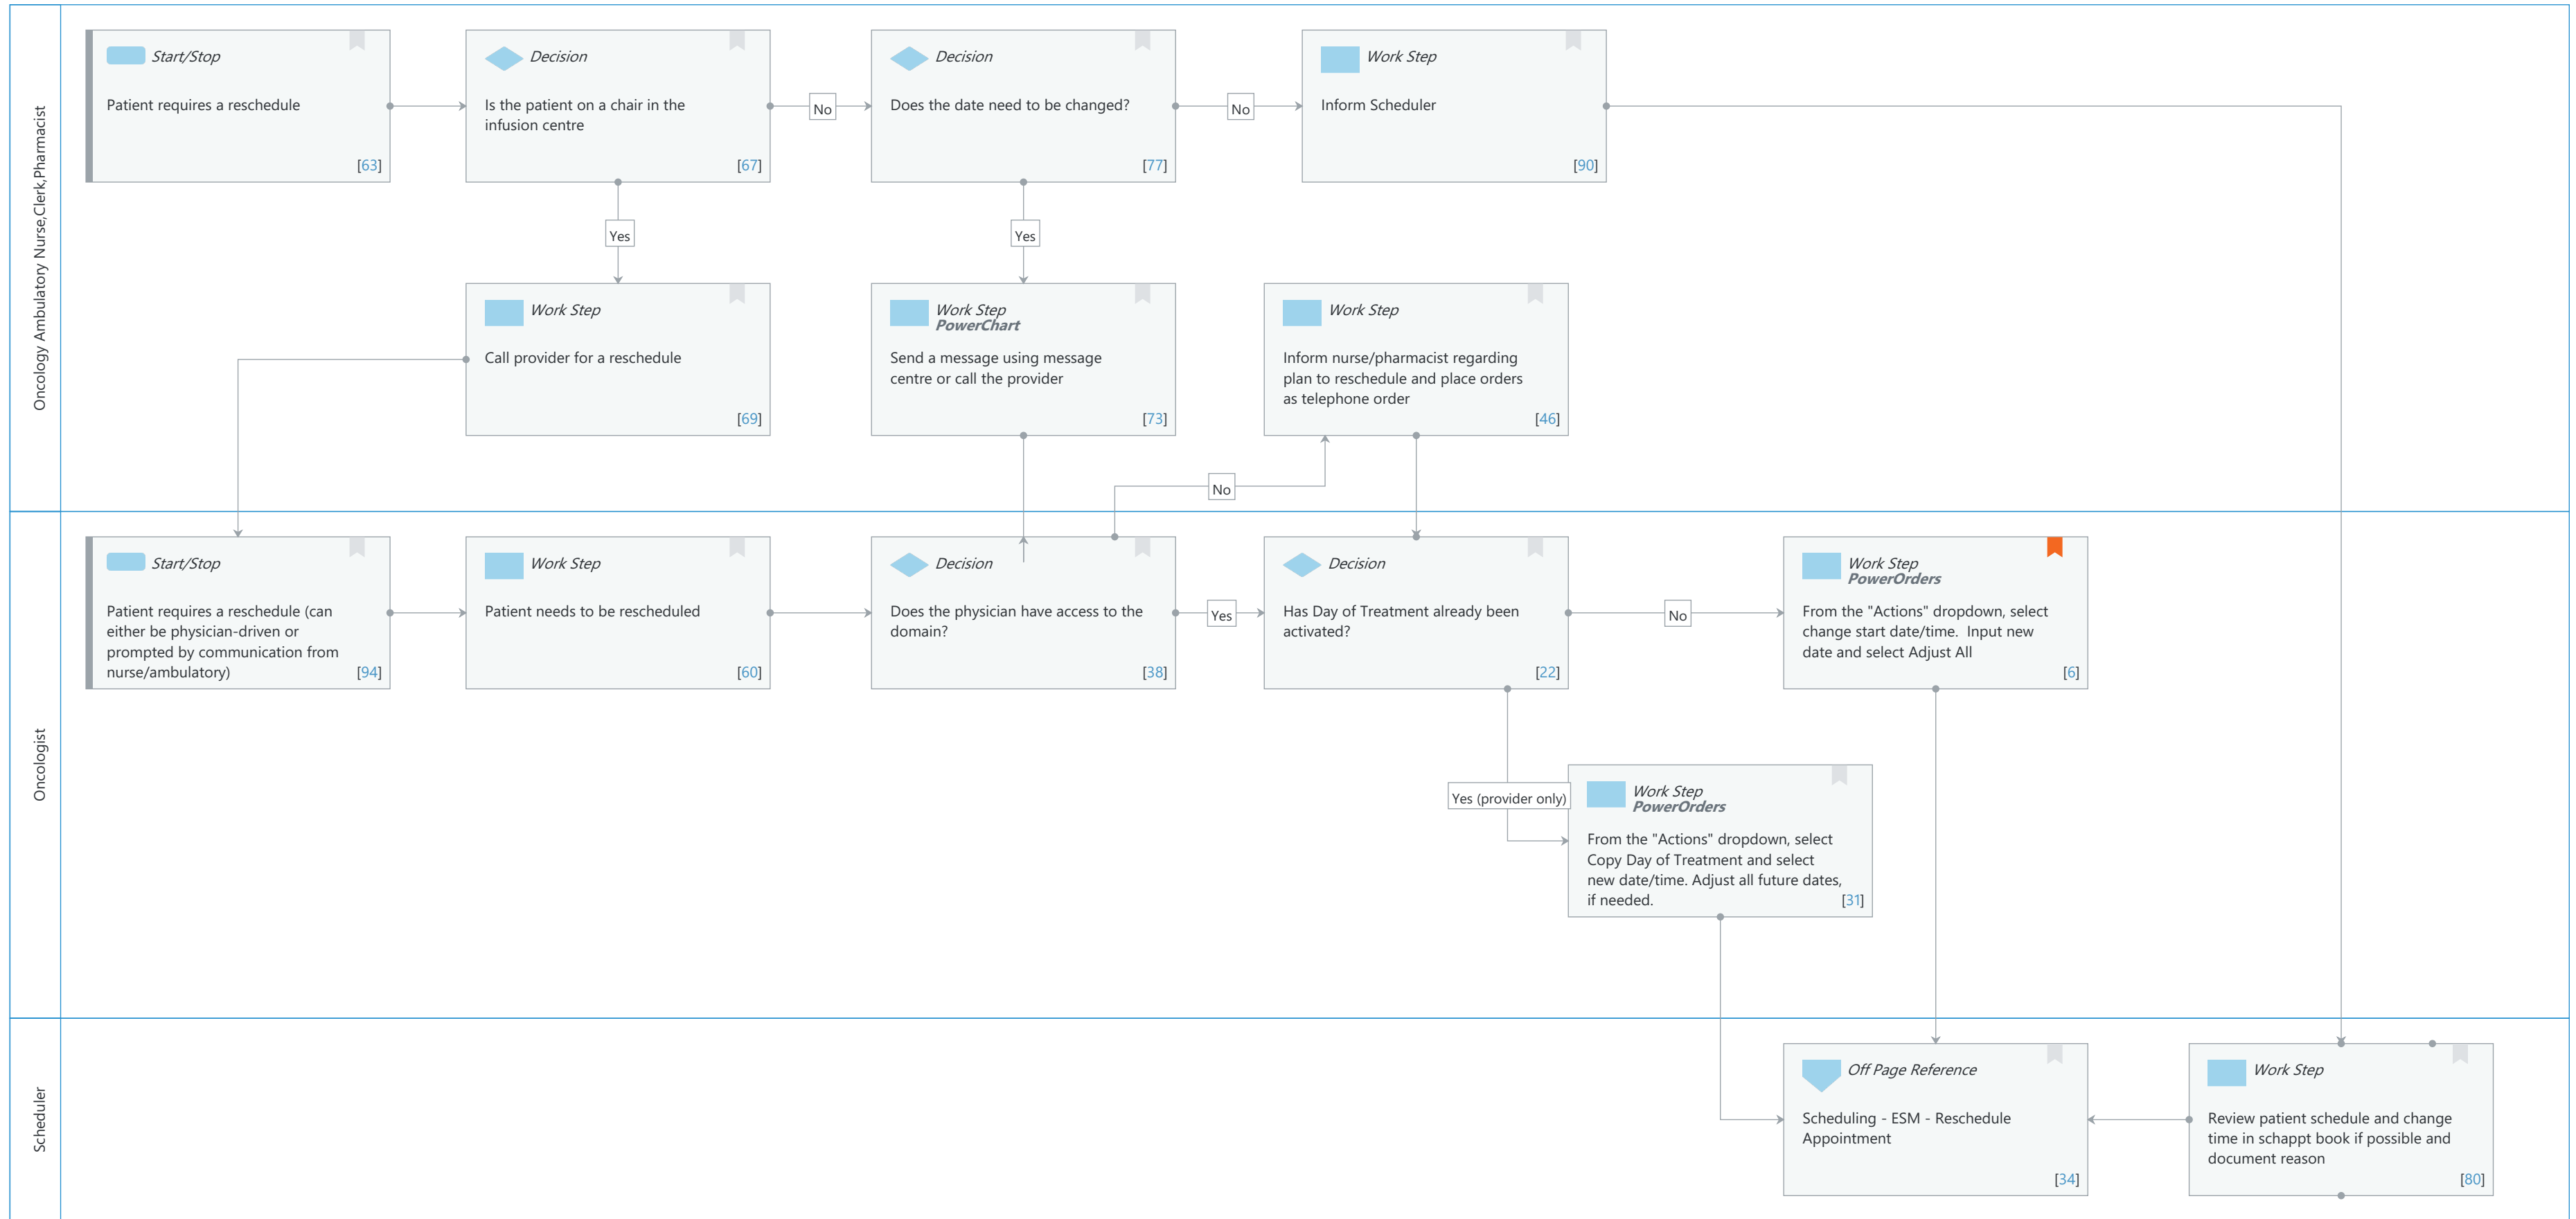 Oncology Ambulatory Nurse,Clerk,Pharmacist
Start/Stop
Patient requires a reschedule
[63]
Decision
Is the patient on a chair in the
infusion centre
[67]
No
Decision
Does the date need to be changed?
[77]
No
Work Step
Inform Scheduler
[90]
Yes
Yes
Work Step
Call provider for a reschedule
[69]
Work Step
PowerChart
Send a message using message
centre or call the provider
[73]
Work Step
Inform nurse/pharmacist regarding
plan to reschedule and place orders
as telephone order
[46]
No
Oncologist
Start/Stop
Patient requires a reschedule (can
either be physician-driven or
prompted by communication from
nurse/ambulatory)
[94]
Work Step
Patient needs to be rescheduled
[60]
Decision
Does the physician have access to the
domain?
[38]
Yes
Decision
Has Day of Treatment already been
activated?
[22]
No
Work Step
PowerOrders
From the "Actions" dropdown, select
change start date/time.  Input new
date and select Adjust All
[6]
Yes (provider only)
Work Step
PowerOrders
From the "Actions" dropdown, select
Copy Day of Treatment and select
new date/time. Adjust all future dates,
if needed.
[31]
Scheduler
Off Page Reference
Scheduling - ESM - Reschedule
Appointment
[34]
Work Step
Review patient schedule and change
time in schappt book if possible and
document reason
[80]